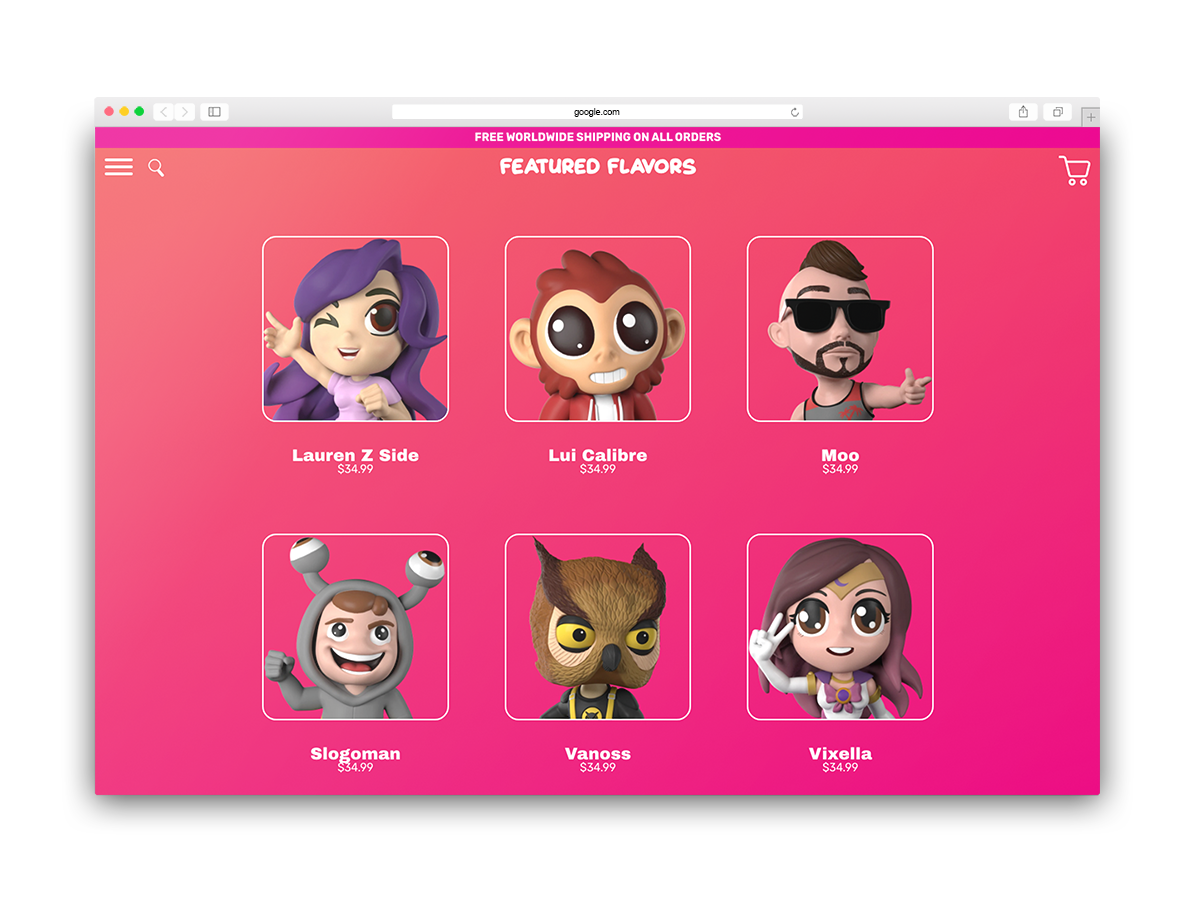 google.com
FREE WORLDWIDE SHIPPING ON ALL ORDERS
FEATURED FLAVORS
Lauren Z Side
$34.99
Lui Calibre
$34.99
Moo
$34.99
Slogoman
$34.99
Vanoss
$34.99
Vixella
$34.99